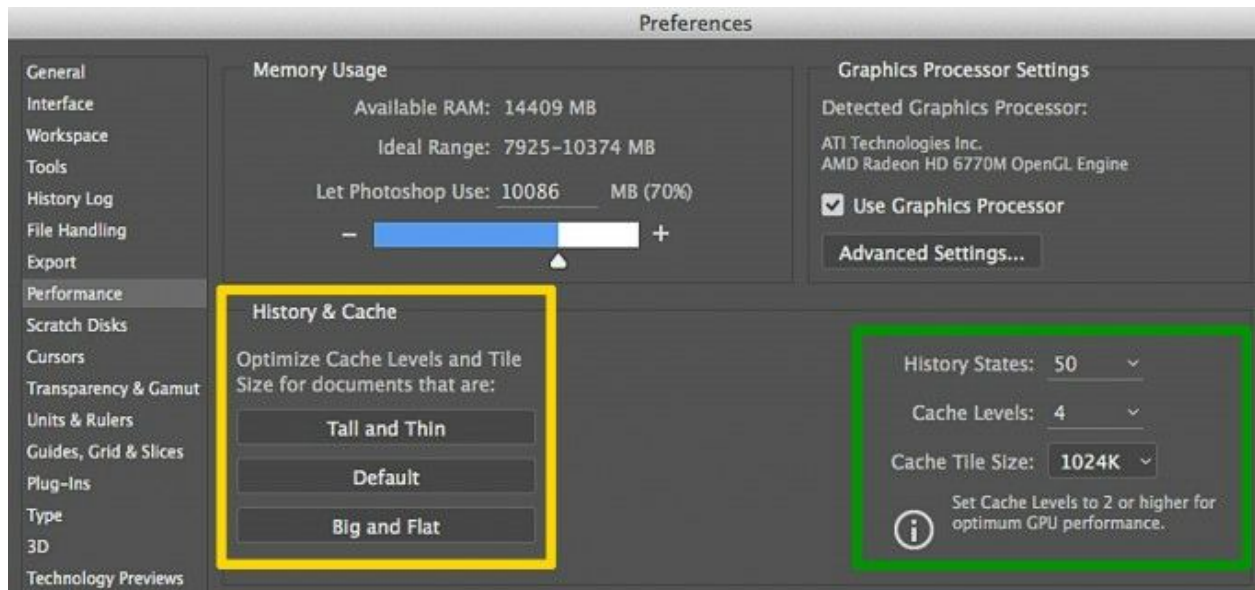 Preferences
General
Interface
Workspace
Tools
History Log
File Handling
Export
Performance
Scratch Disks
Cursors
Transparency & Gamut
Units & Rulers
Guides, Grid & Slices
Plug-Ins
Type
3D
Technology Previews
Memory Usage
Available RAM: 14409 MB
Ideal Range: 7925-10374 MB
Let Photoshop Use: 10086 MB (70%)
− +
Graphics Processor Settings
Detected Graphics Processor:
ATI Technologies Inc.
AMD Radeon HD 6770M OpenGL Engine
Use Graphics Processor
Advanced Settings...
History & Cache
Optimize Cache Levels and Tile
Size for documents that are:
Tall and Thin
Default
Big and Flat
History States: 50
Cache Levels: 4
Cache Tile Size: 1024K
Set Cache Levels to 2 or higher for
optimum GPU performance.